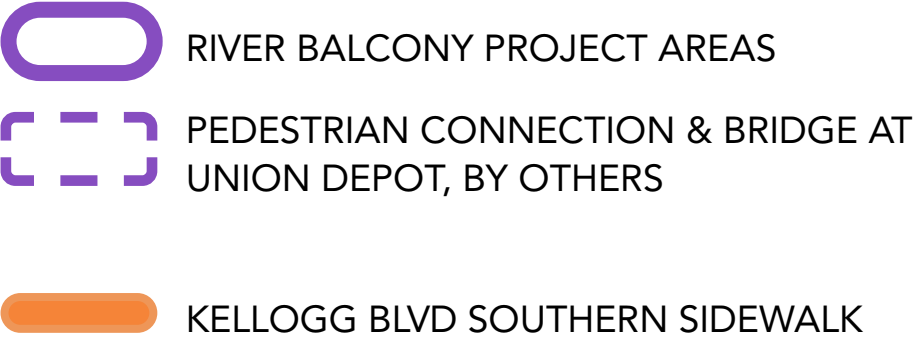 RIVER BALCONY PROJECT AREAS
PEDESTRIAN CONNECTION & BRIDGE AT
UNION DEPOT, BY OTHERS
KELLOGG BLVD SOUTHERN SIDEWALK